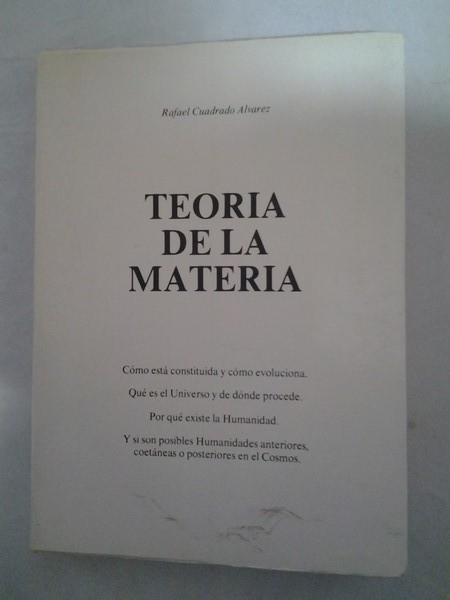 Rafael Cuadrado Alvarez
TEORIA
DE LA
MATERIA
Cómo está constituida y cómo evoluciona.
Qué es el Universo y de dónde procede.
Por qué existe la Humanidad.
Y si son posibles Humanidades anteriores,
coetáneas o posteriores en el Cosmos.